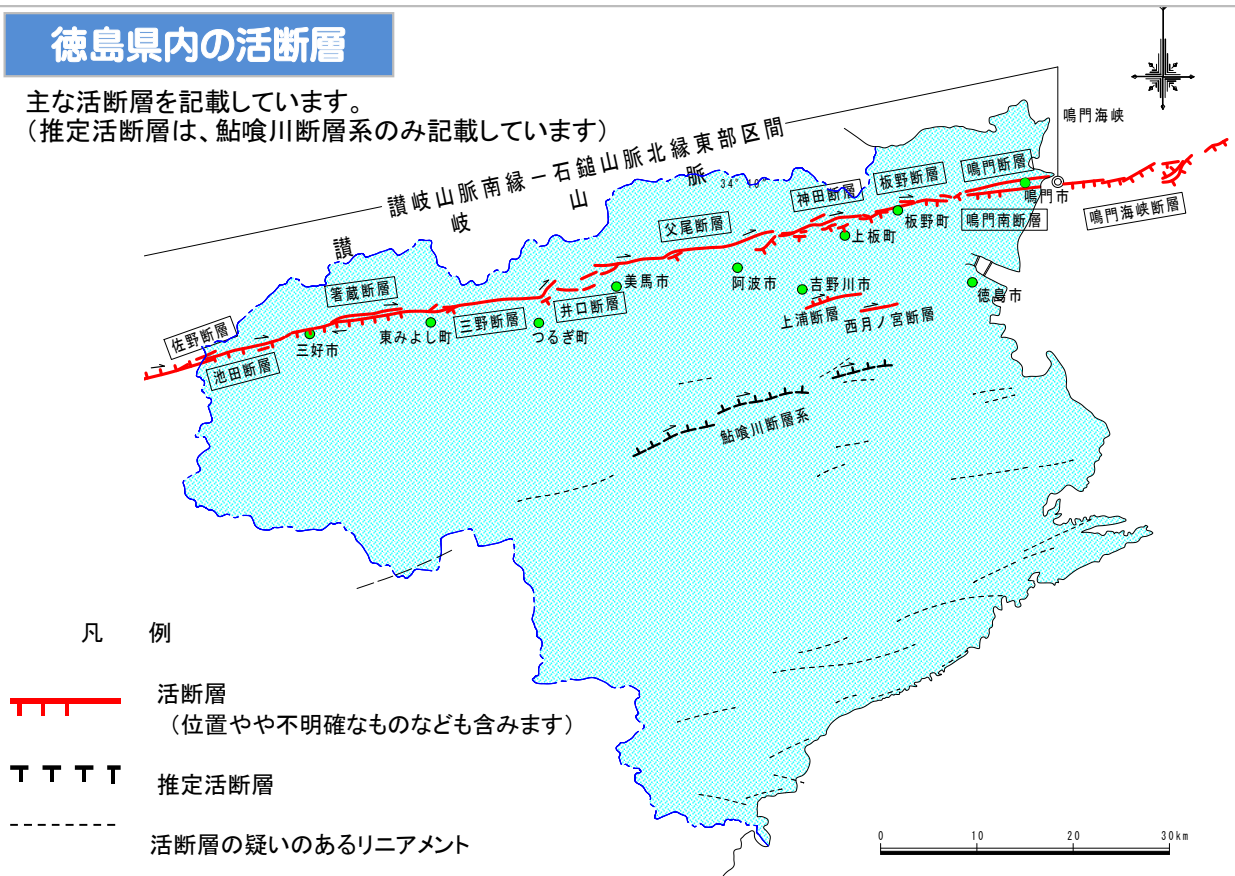 徳島県内の活断層
主な活断層を記載しています。
（推定活断層は、鮎喰川断層系のみ記載しています）
鳴門海峡
讃岐山脈南縁－石鎚山脈北縁東部区間
讃岐山脈
34°10'
神田断層
板野断層
鳴門断層
父尾断層
鳴門市
板野町
鳴門南断層
鳴門海峡断層
上板町
箸蔵断層
美馬市
阿波市
吉野川市
徳島市
佐野断層
三野断層
井口断層
上浦断層
西月ノ宮断層
池田断層
三好市
東みよし町
つるぎ町
鮎喰川断層系
凡 例
活断層
（位置やや不明確なものなども含みます）
推定活断層
活断層の疑いのあるリニアメント
0 10 20 30km